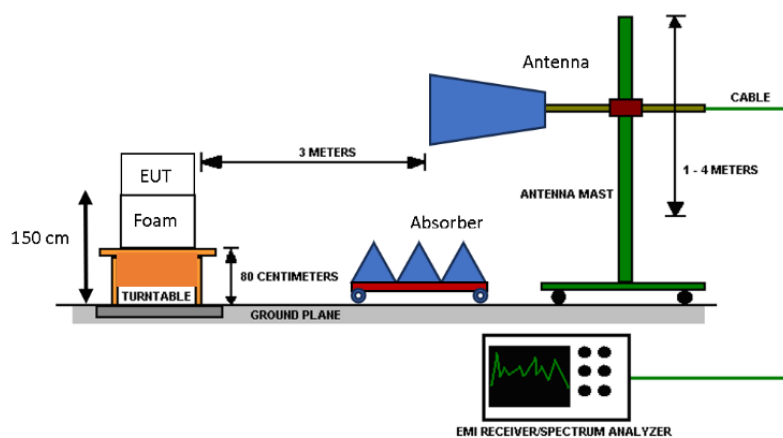 Antenna
CABLE
3 METERS
EUT
1 - 4 METERS
ANTENNA MAST
Foam
Absorber
150 cm
80 CENTIMETERS
TURNTABLE
GROUND PLANE
EMI RECEIVER/SPECTRUM ANALYZER